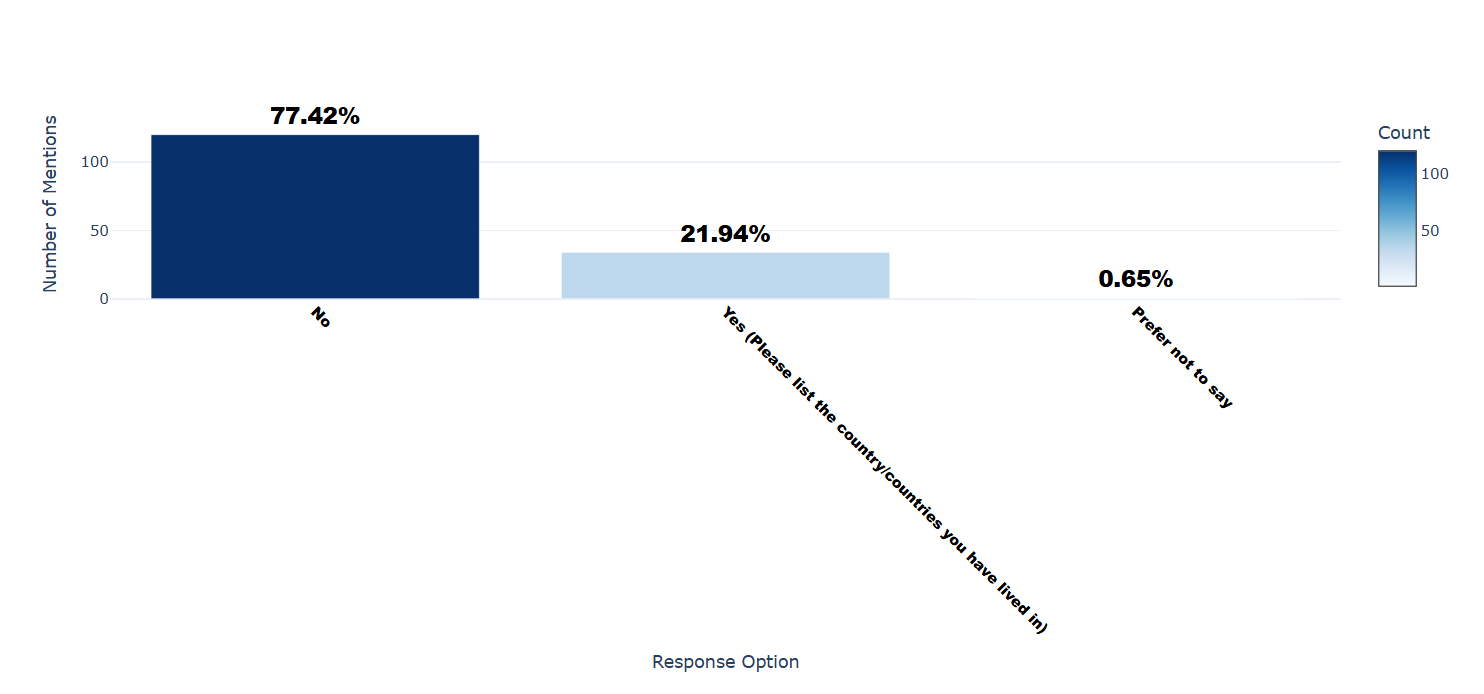 77.42%
21.94%
0.65%
Number of Mentions
100
50
0
No
Yes (Please list the country/countries you have lived in)
Prefer not to say
Response Option
Count
100
50